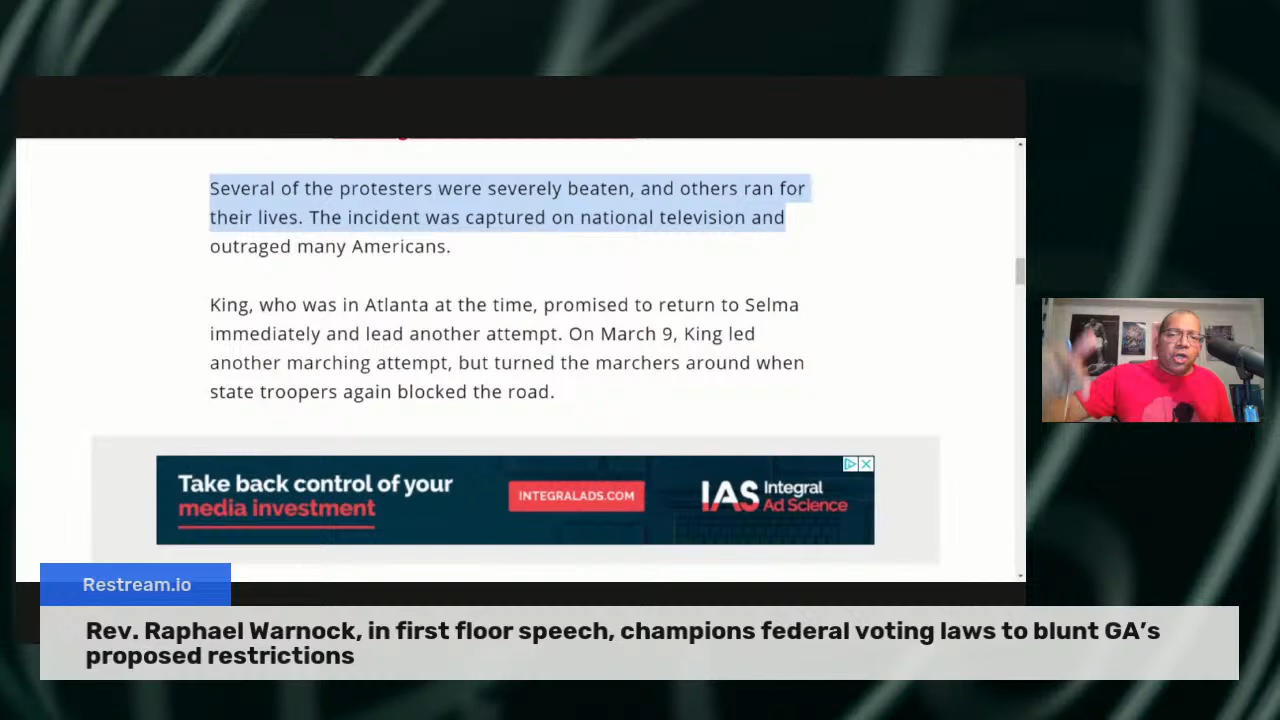 Several of the protesters were severely beaten, and others ran for
their lives. The incident was captured on national television and
outraged many Americans.
King, who was in Atlanta at the time, promised to return to Selma
immediately and lead another attempt. On March 9, King led
another marching attempt, but turned the marchers around when
state troopers again blocked the road.
Take back control of your
media investment
INTEGRALADS.COM
IAS Integral
Ad Science
Restream.io
Rev. Raphael Warnock, in first floor speech, champions federal voting laws to blunt GA’s
proposed restrictions